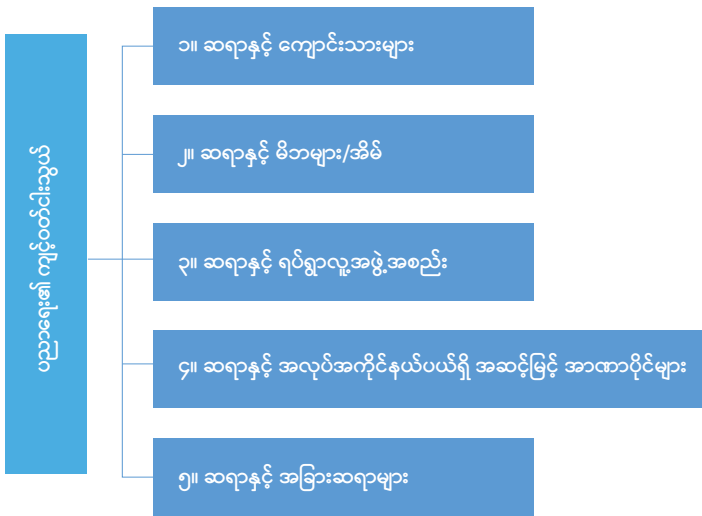 ပညာရေး၏ ကျင့်ဝတ်ငါးသွယ်
၁။ ဆရာနှင့် ကျောင်းသားများ
၂။ ဆရာနှင့် မိဘများ/အိမ်
၃။ ဆရာနှင့် ရပ်ရွာလူ့အဖွဲ့အစည်း
၄။ ဆရာနှင့် အလုပ်အကိုင်နယ်ပယ်ရှိ အဆင့်မြင့် အာဏာပိုင်များ
၅။ ဆရာနှင့် အခြားဆရာများ